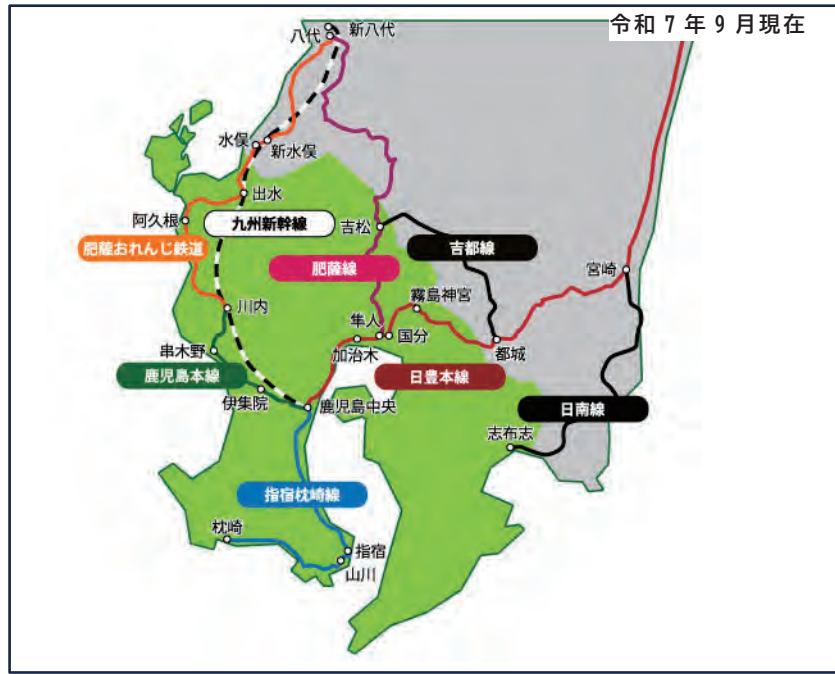 令和7年9月現在
八代
新八代
水俣
新水俣
出水
阿久根
九州新幹線
吉松
肥薩おれんじ鉄道
肥薩線
吉都線
宮崎
霧島神宮
川内
隼人
国分
串木野
加治木
都城
鹿児島本線
日豊本線
伊集院
鹿児島中央
日南線
志布志
指宿枕崎線
枕崎
指宿
山川